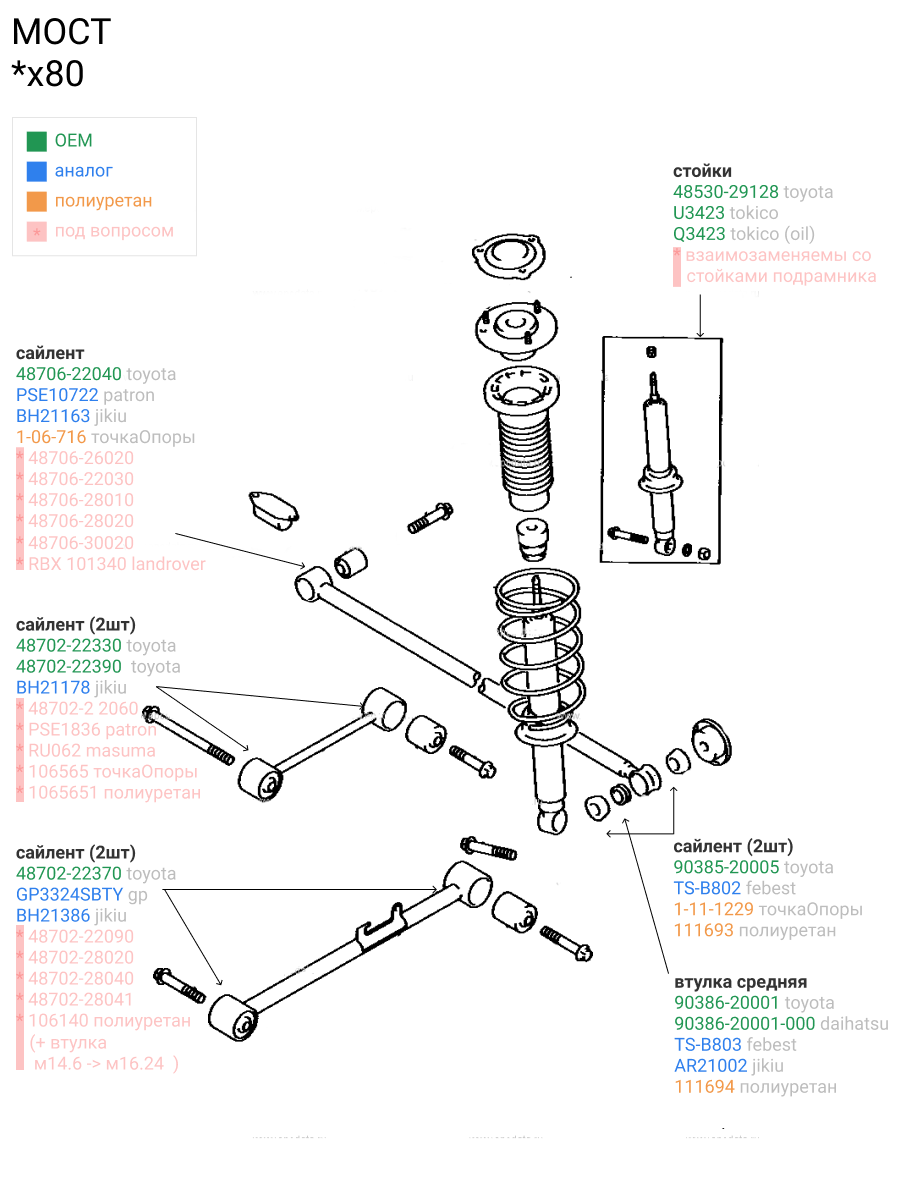 МОСТ
*x80
OEM
аналог
полиуретан
* под вопросом
стойки
48530-29128 toyota
U3423 tokico
Q3423 tokico (oil)
* взаимозаменяемы со
стойками подрамника
сайлент
48706-22040 toyota
PSE10722 patron
BH21163 jikiu
1-06-716 точкаОпоры
* 48706-26020
* 48706-22030
* 48706-28010
* 48706-28020
* 48706-30020
* RBX 101340 landrover
сайлент (2шт)
48702-22330 toyota
48702-22390 toyota
BH21178 jikiu
* 48702-2 2060
* PSE1836 patron
* RU062 masuma
* 106565 точкаОпоры
* 1065651 полиуретан
сайлент (2шт)
48702-22370 toyota
GP3324SBTY gp
BH21386 jikiu
* 48702-22090
* 48702-28020
* 48702-28040
* 48702-28041
* 106140 полиуретан
(+ втулка
м14.6 -> м16.24 )
сайлент (2шт)
90385-20005 toyota
TS-B802 febest
1-11-1229 точкаОпоры
111693 полиуретан
втулка средняя
90386-20001 toyota
90386-20001-000 daihatsu
TS-B803 febest
AR21002 jikiu
111694 полиуретан